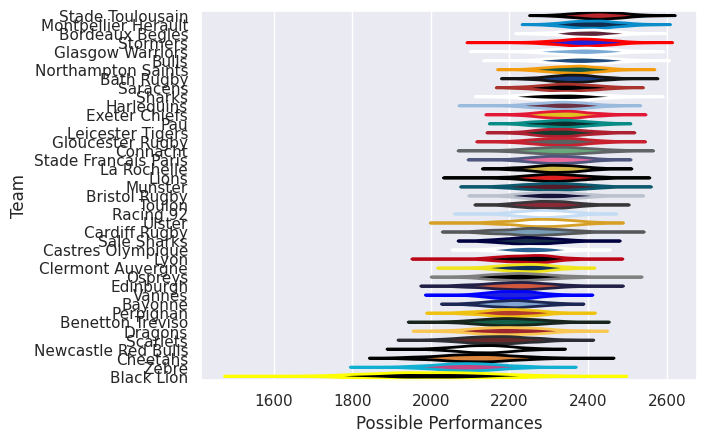 Stade Toulousain
Montpellier Herault
Bordeaux Begles
Stormers
Glasgow Warriors
Bulls
Northampton Saints
Bath Rugby
Saracens
Sharks
Harlequins
Exeter Chiefs
Pau
Leicester Tigers
Gloucester Rugby
Connacht
Stade Francais Paris
La Rochelle
Lions
Munster
Bristol Rugby
Toulon
Racing 92
Ulster
Cardiff Rugby
Sale Sharks
Castres Olympique
Lyon
Clermont Auvergne
Ospreys
Edinburgh
Vannes
Bayonne
Perpignan
Benetton Treviso
Dragons
Scarlets
Newcastle Red Bulls
Cheetahs
Zebre
Black Lion
Team
1600 1800 2000 2200 2400 2600
Possible Performances